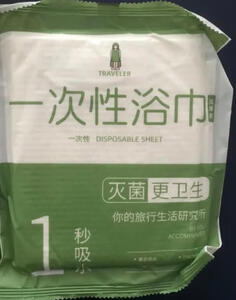 TRAVELER
一次性浴巾
一次性 DISPOSABLE SHEET
灭菌 更卫生
你的旅行生活研究所
1秒吸水